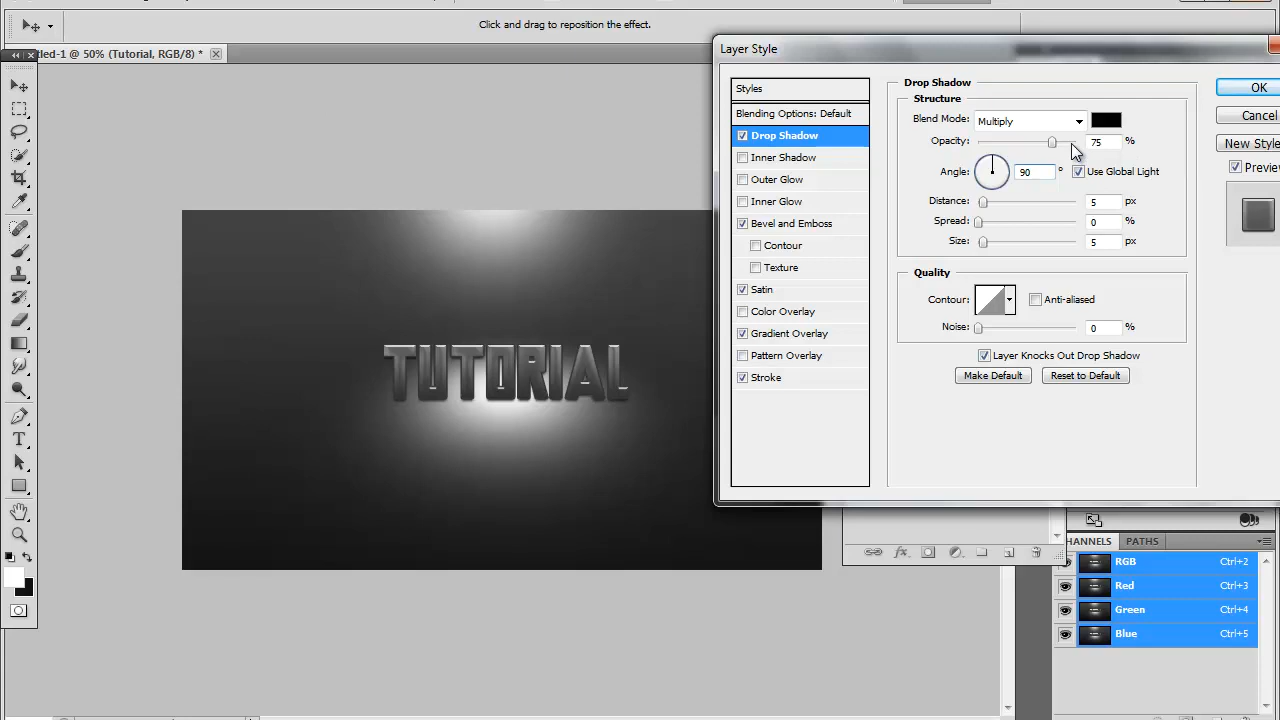 Click and drag to reposition the effect.
tled-1 @ 50% (Tutorial, RGB/8) *
TUTORIAL
Layer Style
Styles
Blending Options: Default
Drop Shadow
Inner Shadow
Outer Glow
Inner Glow
Bevel and Emboss
Contour
Texture
Satin
Color Overlay
Gradient Overlay
Pattern Overlay
Stroke
Drop Shadow
Structure
Blend Mode: Multiply
Opacity: 75 %
Angle: 90 ° Use Global Light
Distance: 5 px
Spread: 0 %
Size: 5 px
Quality
Contour: Anti-aliased
Noise: 0 %
Layer Knocks Out Drop Shadow
Make Default Reset to Default
OK
Cancel
New Style
Preview
HANNELS PATHS
RGB Ctrl+2
Red Ctrl+3
Green Ctrl+4
Blue Ctrl+5